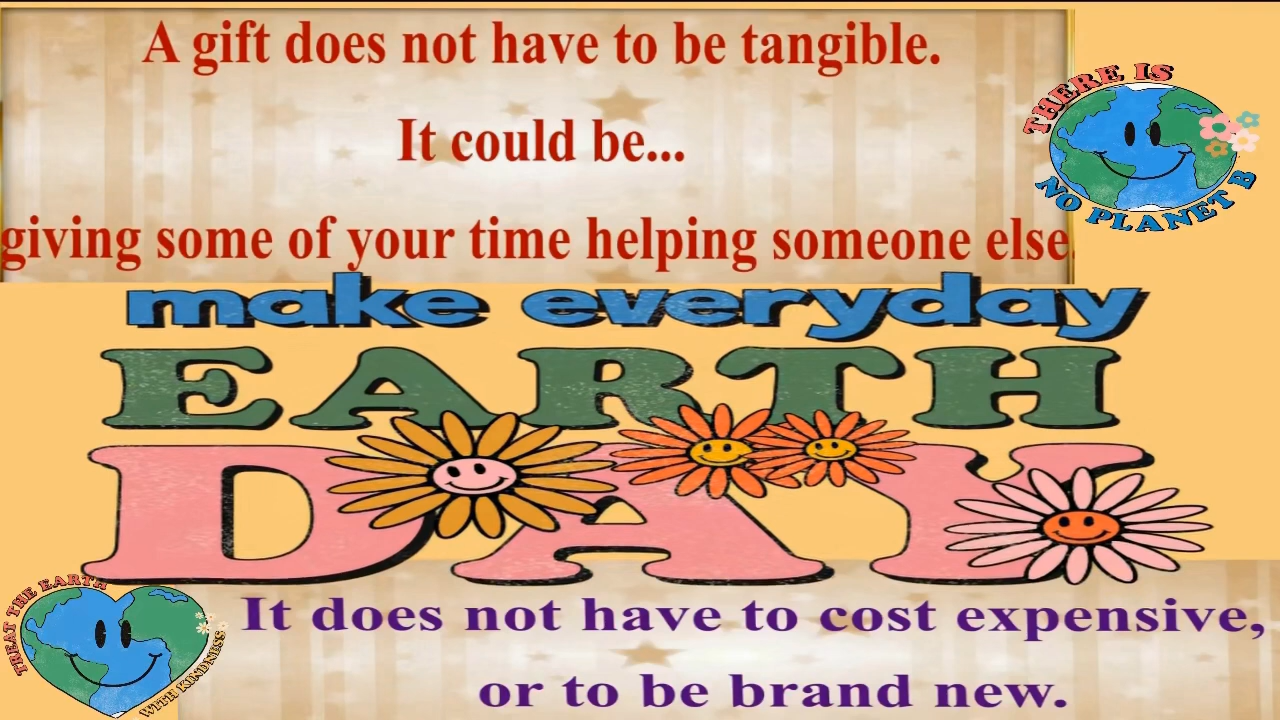 A gift does not have to be tangible.
It could be...
giving some of your time helping someone else.
THERE IS
NO PLANET B
make everyday
EARTH
DAY
TREAT THE EARTH
WITH KINDNESS
It does not have to cost expensive,
or to be brand new.